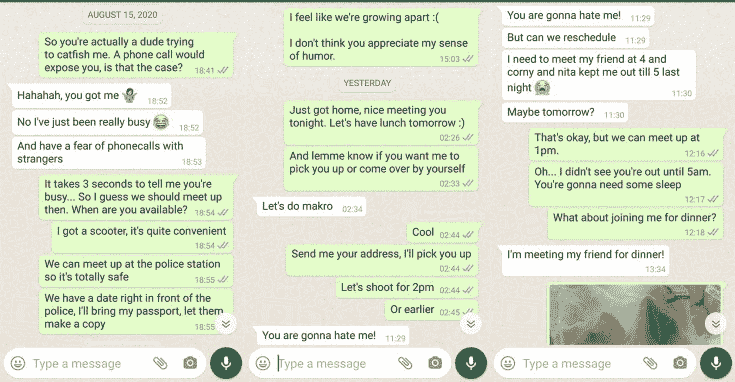 AUGUST 15, 2020
So you're actually a dude trying
to catfish me. A phone call would
expose you, is that the case?
18:41
Hahahah, you got me 🤷‍♀️
18:52
No I've just been really busy 😂
18:52
And have a fear of phonecalls with
strangers
18:53
It takes 3 seconds to tell me you're
busy... So I guess we should meet up
then. When are you available?
18:54
I got a scooter, it's quite convenient
18:54
We can meet up at the police station
so it's totally safe
18:55
We have a date right in front of the
police, I'll bring my passport, let them
make a copy
18:55
Type a message
I feel like we're growing apart :(
I don't think you appreciate my sense
of humor.
15:03
YESTERDAY
Just got home, nice meeting you
tonight. Let's have lunch tomorrow :)
02:26
And lemme know if you want me to
pick you up or come over by yourself
02:33
Let's do makro
02:34
Cool
02:44
Send me your address, I'll pick you up
02:44
Let's shoot for 2pm
02:44
Or earlier
02:45
You are gonna hate me!
11:29
Type a message
You are gonna hate me!
11:29
But can we reschedule
11:29
I need to meet my friend at 4 and
corny and nita kept me out till 5 last
night 😭
11:30
Maybe tomorrow?
11:30
That's okay, but we can meet up at
1pm.
12:16
Oh... I didn't see you're out until 5am.
You're gonna need some sleep
12:17
What about joining me for dinner?
12:18
I'm meeting my friend for dinner!
13:34
Type a message